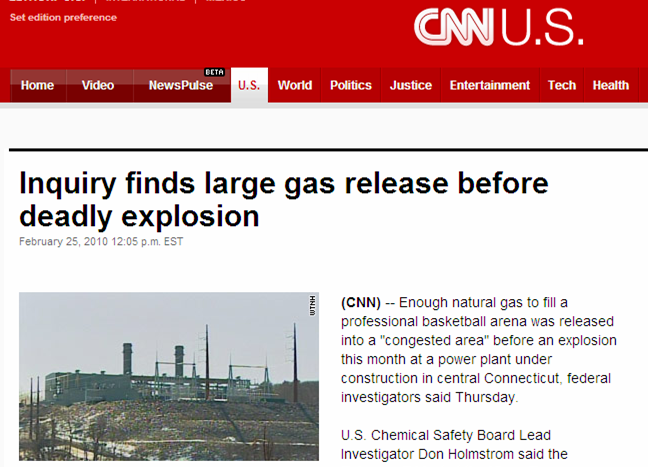 Set edition preference
CNN U.S.
BETA
Home Video NewsPulse U.S. World Politics Justice Entertainment Tech Health
Inquiry finds large gas release before
deadly explosion
February 25, 2010 12:05 p.m. EST
WTNH
(CNN) -- Enough natural gas to fill a
professional basketball arena was released
into a "congested area" before an explosion
this month at a power plant under
construction in central Connecticut, federal
investigators said Thursday.
U.S. Chemical Safety Board Lead
Investigator Don Holmstrom said the